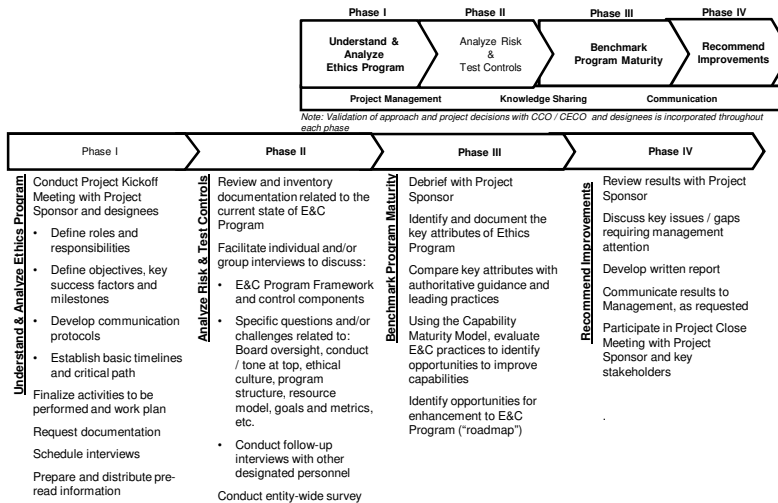 Phase I
Phase II
Phase III
Phase IV
Understand &
Analyze
Ethics Program
Analyze Risk
&
Test Controls
Benchmark
Program Maturity
Recommend
Improvements
Project Management
Knowledge Sharing
Communication
Note: Validation of approach and project decisions with CCO / CECO and designees is incorporated throughout
each phase
Phase I
Phase II
Phase III
Phase IV
Understand & Analyze Ethics Program
Conduct Project Kickoff
Meeting with Project
Sponsor and designees
• Define roles and
responsibilities
• Define objectives, key
success factors and
milestones
• Develop communication
protocols
• Establish basic timelines
and critical path
Finalize activities to be
performed and work plan
Request documentation
Schedule interviews
Prepare and distribute pre-
read information
Analyze Risk & Test Controls
Review and inventory
documentation related to the
current state of E&C
Program
Facilitate individual and/or
group interviews to discuss:
• E&C Program Framework
and control components
• Specific questions and/or
challenges related to:
Board oversight, conduct
/ tone at top, ethical
culture, program
structure, resource
model, goals and metrics,
etc.
• Conduct follow-up
interviews with other
designated personnel
Conduct entity-wide survey
Benchmark Program Maturity
Debrief with Project
Sponsor
Identify and document the
key attributes of Ethics
Program
Compare key attributes with
authoritative guidance and
leading practices
Using the Capability
Maturity Model, evaluate
E&C practices to identify
opportunities to improve
capabilities
Identify opportunities for
enhancement to E&C
Program (“roadmap”)
Recommend Improvements
Review results with Project
Sponsor
Discuss key issues / gaps
requiring management
attention
Develop written report
Communicate results to
Management, as requested
Participate in Project Close
Meeting with Project
Sponsor and key
stakeholders
.